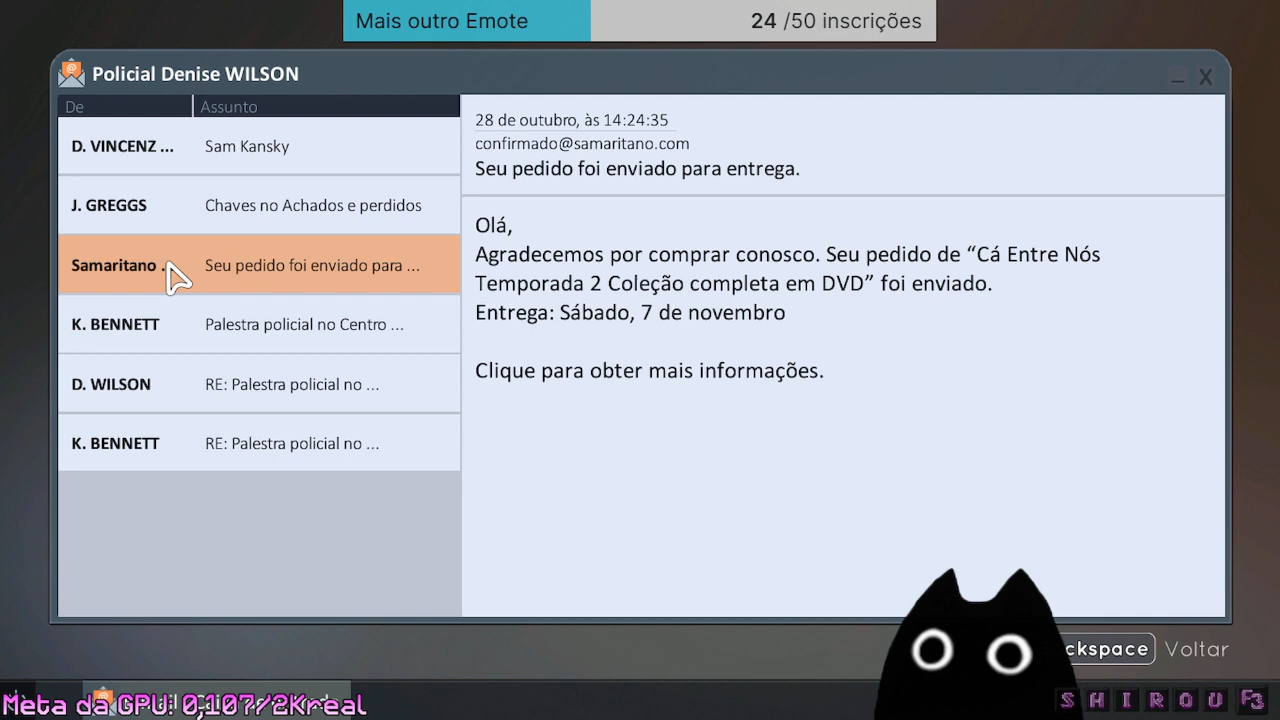 Mais outro Emote
24 /50 inscrições
Policial Denise WILSON
De
Assunto
D. VINCENZ ...
Sam Kansky
J. GREGGS
Chaves no Achados e perdidos
Samaritano .
Seu pedido foi enviado para ...
K. BENNETT
Palestra policial no Centro ...
D. WILSON
RE: Palestra policial no ...
K. BENNETT
RE: Palestra policial no ...
28 de outubro, às 14:24:35
confirmado@samaritano.com
Seu pedido foi enviado para entrega.
Olá,
Agradecemos por comprar conosco. Seu pedido de “Cá Entre Nós
Temporada 2 Coleção completa em DVD” foi enviado.
Entrega: Sábado, 7 de novembro
Clique para obter mais informações.
ckspace Voltar
Meta da GPU: 0,107/2Kreal
SHIROU F3